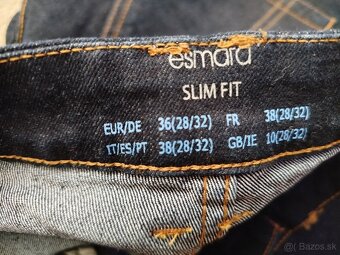 esmara
SLIM FIT
EUR/DE 36(28/32) FR 38(28/32)
IT/ES/PT 38(28/32) GB/IE 10(28/32)
Bazos.sk